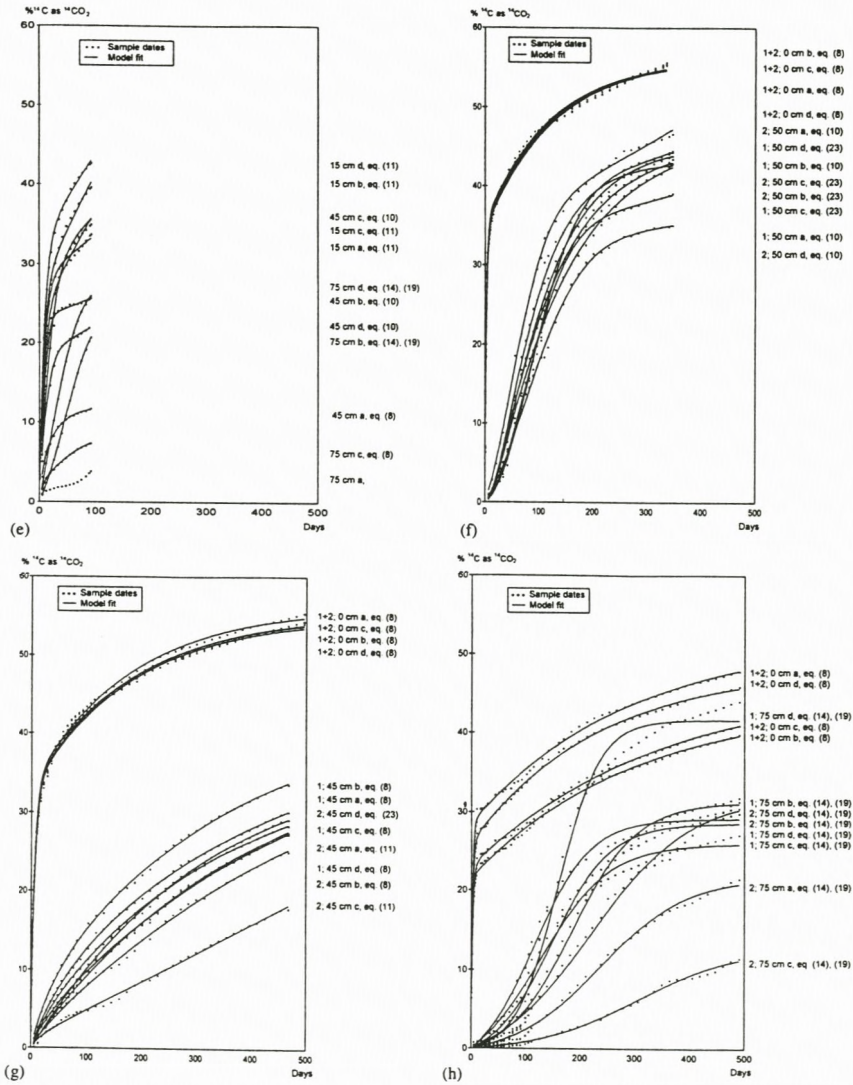 %¹⁴C as ¹⁴CO₂
60
50
40
30
20
10
0
Sample dates
Model fit
15 cm d, eq. (11)
15 cm b, eq. (11)
45 cm c, eq. (10)
15 cm c, eq. (11)
15 cm a, eq. (11)
75 cm d, eq. (14), (19)
45 cm b, eq. (10)
45 cm d, eq. (10)
75 cm b, eq. (14), (19)
45 cm a, eq. (8)
75 cm c, eq. (8)
75 cm a,
0 100 200 300 400 500
Days
(e)
% ¹⁴C as ¹⁴CO₂
60
50
40
30
20
10
0
Sample dates
Model fit
1+2; 0 cm b, eq. (8)
1+2; 0 cm c, eq. (8)
1+2; 0 cm a, eq. (8)
1+2; 0 cm d, eq. (8)
2; 50 cm a, eq. (10)
1; 50 cm d, eq. (23)
1; 50 cm b, eq. (10)
2; 50 cm c, eq. (23)
2; 50 cm b, eq. (23)
1; 50 cm c, eq. (23)
1; 50 cm a, eq. (10)
2; 50 cm d, eq. (10)
0 100 200 300 400 500
Days
(f)
% ¹⁴C as ¹⁴CO₂
60
50
40
30
20
10
0
Sample dates
Model fit
1+2; 0 cm a, eq. (8)
1+2; 0 cm c, eq. (8)
1+2; 0 cm b, eq. (8)
1+2; 0 cm d, eq. (8)
1; 45 cm b, eq. (8)
1; 45 cm a, eq. (8)
2; 45 cm d, eq. (23)
1; 45 cm c, eq. (8)
2; 45 cm a, eq. (11)
1; 45 cm d, eq. (8)
2; 45 cm b, eq. (8)
2; 45 cm c, eq. (11)
0 100 200 300 400 500
Days
(g)
% ¹⁴C as ¹⁴CO₂
60
50
40
30
20
10
0
Sample dates
Model fit
1+2; 0 cm a, eq. (8)
1+2; 0 cm d, eq. (8)
1; 75 cm d, eq. (14), (19)
1+2; 0 cm c, eq. (8)
1+2; 0 cm b, eq. (8)
1; 75 cm b, eq. (14), (19)
2; 75 cm d, eq. (14), (19)
2; 75 cm b, eq. (14), (19)
1; 75 cm d, eq. (14), (19)
1; 75 cm c, eq. (14), (19)
2; 75 cm a, eq. (14), (19)
2; 75 cm c, eq (14), (19)
0 100 200 300 400 500
Days
(h)